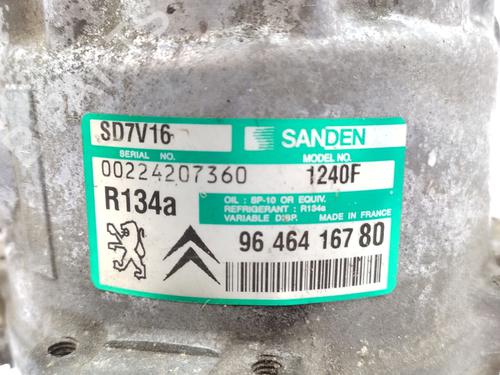 SD7V16 SANDEN
SERIAL NO. MODEL NO.
00224207360 1240F
R134a
OIL : SP-10 OR EQUIV.
REFRIGERANT : R134a
VARIABLE DISP. MADE IN FRANCE
96 464 167 80